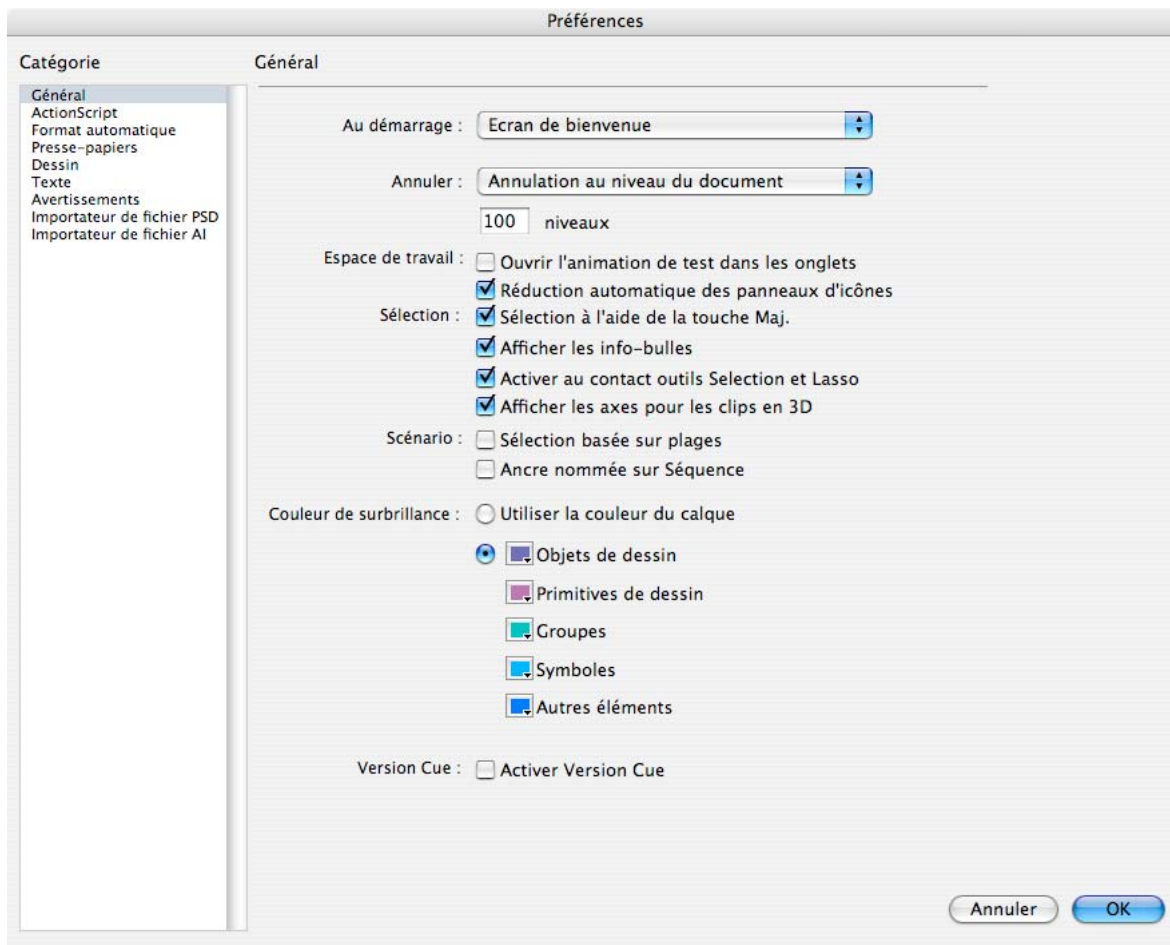 Préférences
Catégorie
Général
ActionScript
Format automatique
Presse-papiers
Dessin
Texte
Avertissements
Importateur de fichier PSD
Importateur de fichier AI
Général
Au démarrage : Ecran de bienvenue
Annuler : Annulation au niveau du document
100 niveaux
Espace de travail : Ouvrir l'animation de test dans les onglets
Réduction automatique des panneaux d'icônes
Sélection : Sélection à l'aide de la touche Maj.
Afficher les info-bulles
Activer au contact outils Selection et Lasso
Afficher les axes pour les clips en 3D
Scénario : Sélection basée sur plages
Ancre nommée sur Séquence
Couleur de surbrillance : Utiliser la couleur du calque
Objets de dessin
Primitives de dessin
Groupes
Symboles
Autres éléments
Version Cue : Activer Version Cue
Annuler OK